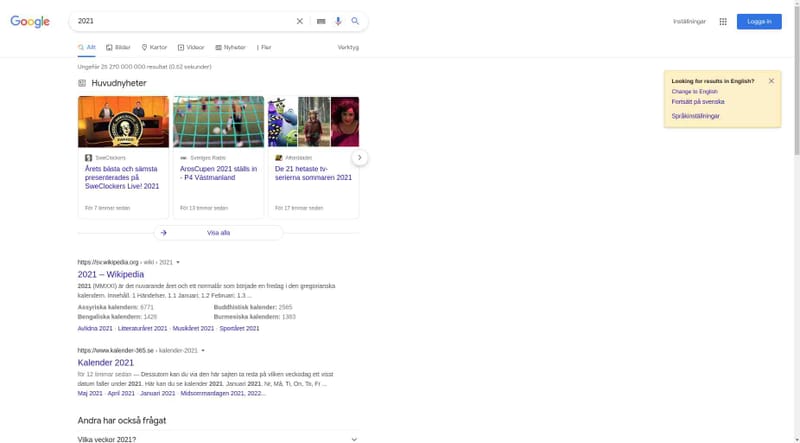 Google
2021
Inställningar
Logga in
Allt
Bilder
Kartor
Videor
Nyheter
Fler
Verktyg
Ungefär 25 270 000 000 resultat (0,62 sekunder)
Huvudnyheter
SweClockers
Årets bästa och sämsta
presenterades på
SweClockers Live! 2021
För 7 timmar sedan
Sveriges Radio
ArosCupen 2021 ställs in
- P4 Västmanland
För 13 timmar sedan
Aftonbladet
De 21 hetaste tv-
serierna sommaren 2021
För 17 timmar sedan
Visa alla
Looking for results in English?
Change to English
Fortsätt på svenska
Språkinställningar
https://sv.wikipedia.org › wiki › 2021
2021 – Wikipedia
2021 (MMXXI) är det nuvarande året och ett normalår som började en fredag i den gregorianska
kalendern. Innehåll. 1 Händelser. 1.1 Januari; 1.2 Februari; 1.3 ...
Assyriska kalendern: 6771
Buddhistisk kalender: 2565
Bengaliska kalendern: 1428
Burmesiska kalendern: 1383
Avlidna 2021 · Litteraturåret 2021 · Musikåret 2021 · Sportåret 2021
https://www.kalender-365.se › kalender-2021
Kalender 2021
för 12 timmar sedan — Dessutom kan du via den här sajten ta reda på vilken veckodag ett visst
datum faller under 2021. Här kan du se kalender 2021. Januari 2021. Nr, Må, Ti, On, To, Fr ...
Maj 2021 · April 2021 · Januari 2021 · Midsommardagen 2021, 2022...
Andra har också frågat
Vilka veckor 2021?